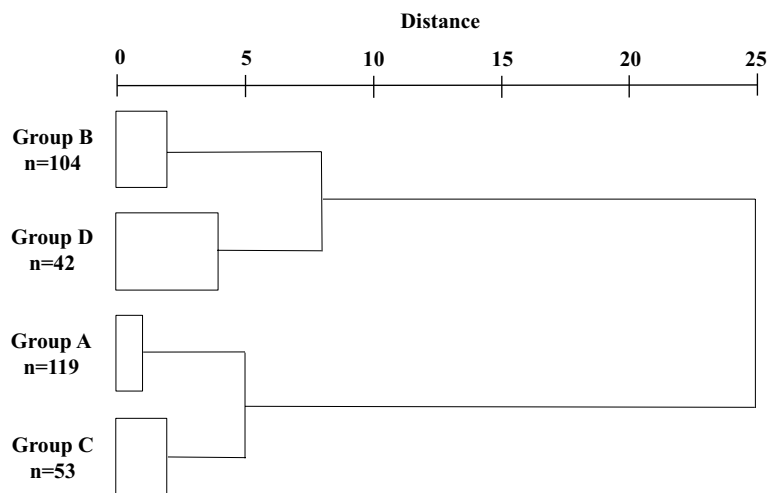 Distance
0 5 10 15 20 25
Group B
n=104
Group D
n=42
Group A
n=119
Group C
n=53